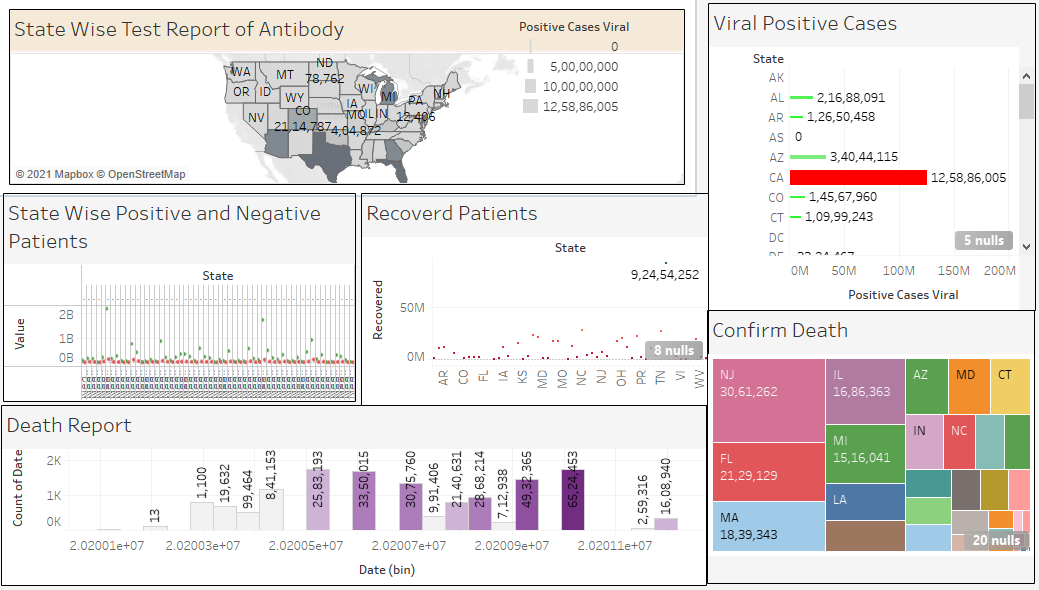 State Wise Test Report of Antibody
Positive Cases Viral
0
5,00,00,000
10,00,00,000
12,58,86,005
WA
MT
ND
78,762
OR
ID
WY
WI
MI
NH
PA
IA
NV
CO
MO
IL
IN
12,406
21,14,787
4,04,872
© 2021 Mapbox © OpenStreetMap
Viral Positive Cases
State
AK
AL 2,16,88,091
AR 1,26,50,458
AS 0
AZ 3,40,44,115
CA 12,58,86,005
CO 1,45,67,960
CT 1,09,99,243
DC
5 nulls
0M 50M 100M 150M 200M
Positive Cases Viral
State Wise Positive and Negative
Patients
State
Value
2B
1B
0B
Recoverd Patients
State
9,24,54,252
Recovered
50M
0M
8 nulls
AR CO FL IA KS MD MO NC NJ OH PR TN VI WV
Confirm Death
NJ
30,61,262
FL
21,29,129
MA
18,39,343
IL
16,86,363
MI
15,16,041
LA
AZ
MD
CT
IN
NC
20 nulls
Death Report
Count of Date
2K
1K
0K
13
1,100
19,632
99,464
8,41,153
25,83,193
33,50,015
30,75,760
9,91,406
21,40,631
28,68,214
7,12,938
49,32,365
65,24,453
2,59,316
16,08,940
2.02001e+07 2.02003e+07 2.02005e+07 2.02007e+07 2.02009e+07 2.02011e+07
Date (bin)